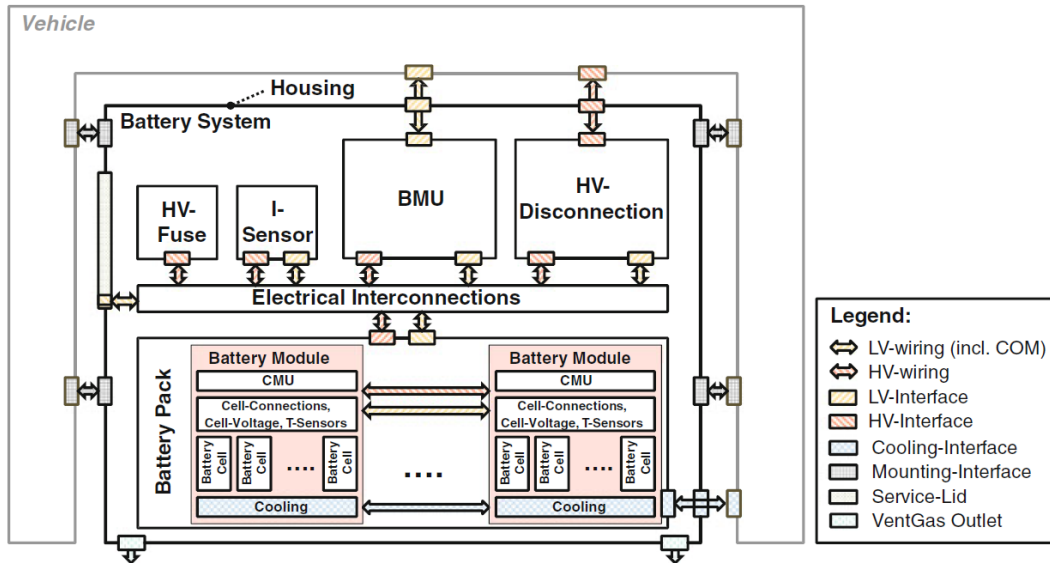 Vehicle
Housing
Battery System
HV-
Fuse
I-
Sensor
BMU
HV-
Disconnection
Electrical Interconnections
Battery Pack
Battery Module
CMU
Cell-Connections,
Cell-Voltage, T-Sensors
Battery
Cell
Battery
Cell
....
Battery
Cell
Cooling
....
Battery Module
CMU
Cell-Connections,
Cell-Voltage, T-Sensors
Battery
Cell
Battery
Cell
....
Battery
Cell
Cooling
Legend:
LV-wiring (incl. COM)
HV-wiring
LV-Interface
HV-Interface
Cooling-Interface
Mounting-Interface
Service-Lid
VentGas Outlet